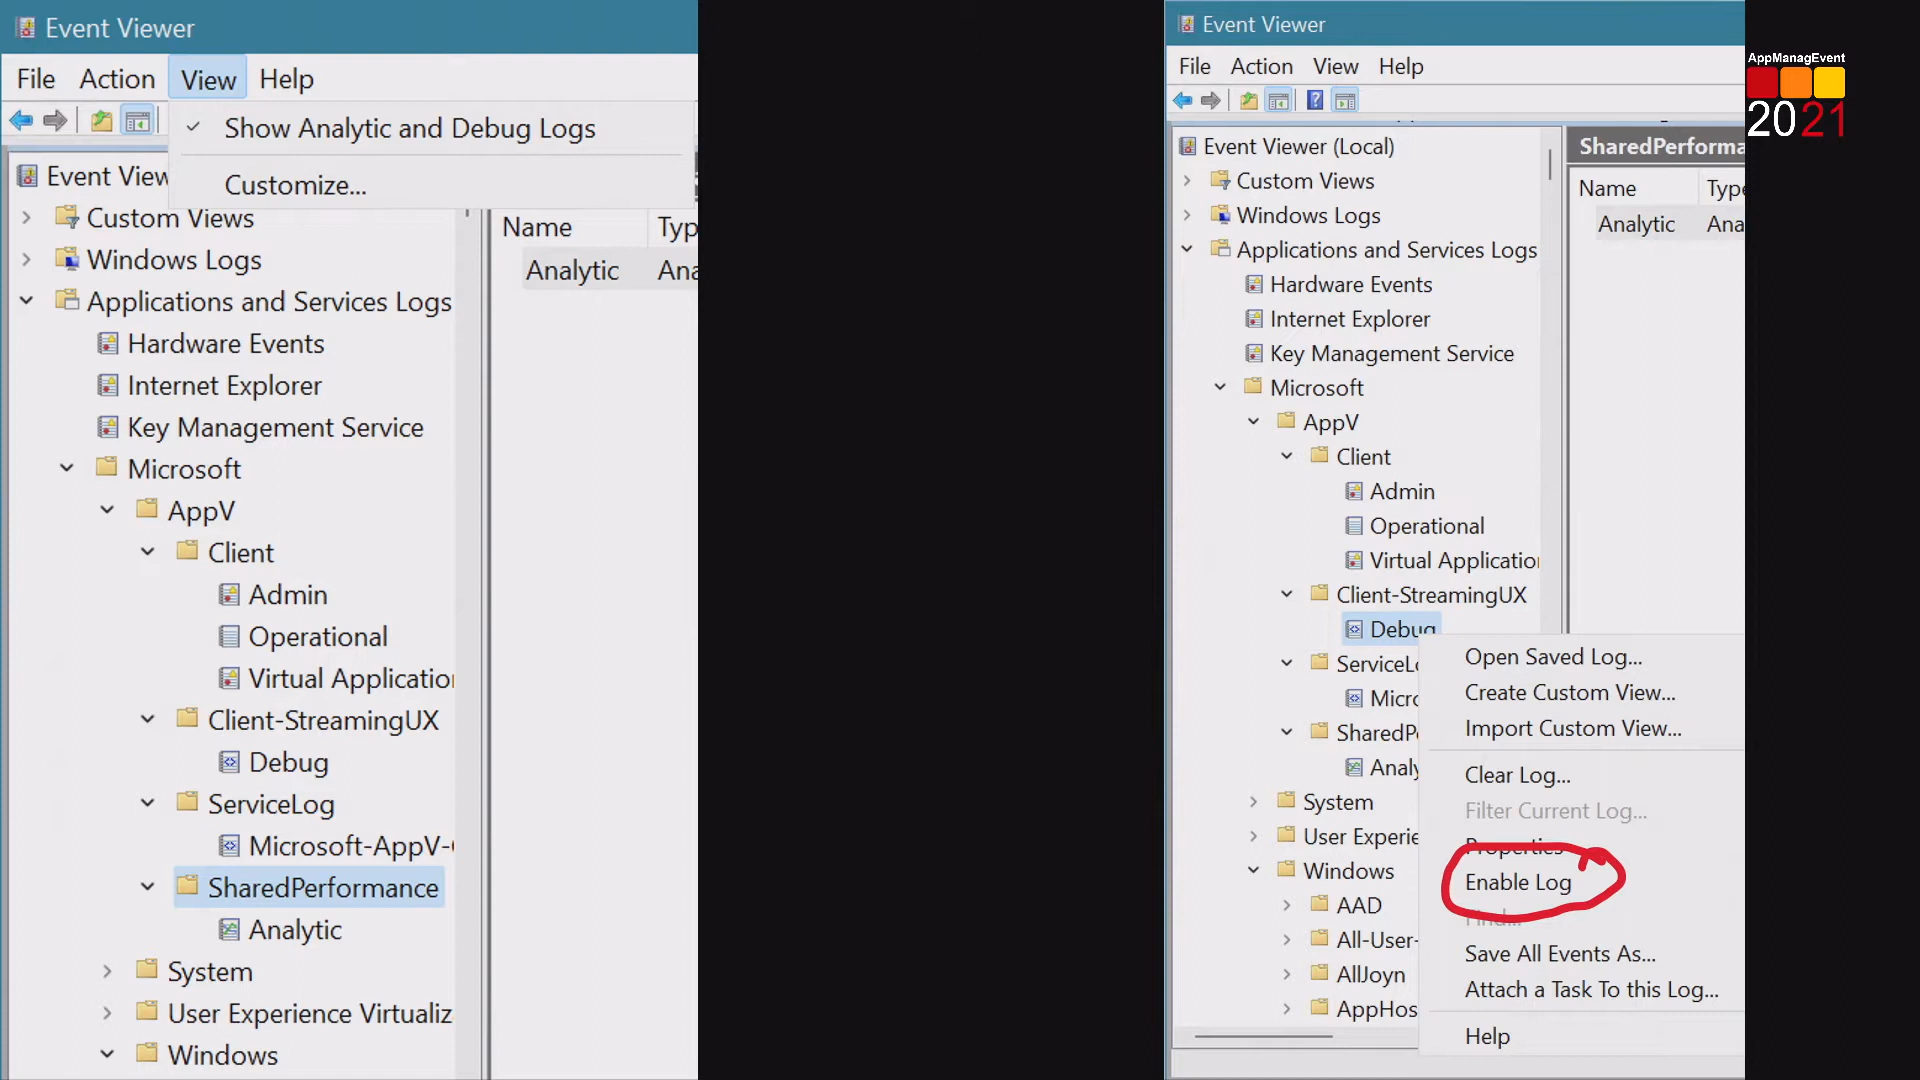 Event Viewer
File Action View Help
Show Analytic and Debug Logs
Customize...
Event View
Custom Views
Windows Logs
Applications and Services Logs
Hardware Events
Internet Explorer
Key Management Service
Microsoft
AppV
Client
Admin
Operational
Virtual Applicatio
Client-StreamingUX
Debug
ServiceLog
Microsoft-AppV-
SharedPerformance
Analytic
System
User Experience Virtualiz
Windows
Name Typ
Analytic Ana
Event Viewer
File Action View Help
Event Viewer (Local)
Custom Views
Windows Logs
Applications and Services Logs
Hardware Events
Internet Explorer
Key Management Service
Microsoft
AppV
Client
Admin
Operational
Virtual Applicatio
Client-StreamingUX
Debug
ServiceLo
Micro
SharedPe
Analy
System
User Experie
Windows
AAD
All-User-
AllJoyn
AppHos
SharedPerforma
Name Type
Analytic Ana
Open Saved Log...
Create Custom View...
Import Custom View...
Clear Log...
Filter Current Log...
Properties
Enable Log
Find...
Save All Events As...
Attach a Task To this Log...
Help
AppManagEvent
2021